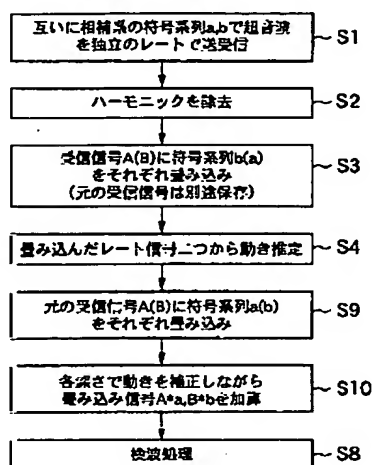 互いに相補系の符号系列a,bで超音波
を独立のレートで送受信
S1
ハーモニックを除去
S2
受信信号A(B)に符号系列b(a)
をそれぞれ畳み込み
(元の受信信号は別途保存)
S3
畳み込んだレート信号二つから動き推定
S4
元の受信信号A(B)に符号系列a(b)
をそれぞれ畳み込み
S9
各深さで動きを補正しながら
畳み込み信号A*a,B*bを加算
S10
検波処理
S8